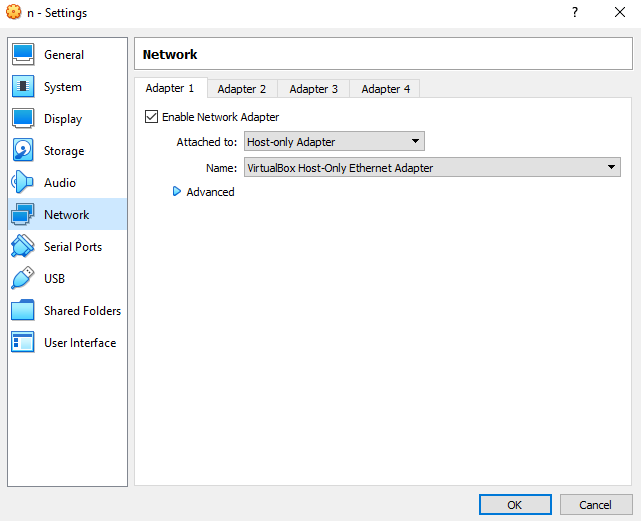 n - Settings
?
General
System
Display
Storage
Audio
Network
Serial Ports
USB
Shared Folders
User Interface
Network
Adapter 1 Adapter 2 Adapter 3 Adapter 4
Enable Network Adapter
Attached to: Host-only Adapter
Name: VirtualBox Host-Only Ethernet Adapter
Advanced
OK Cancel